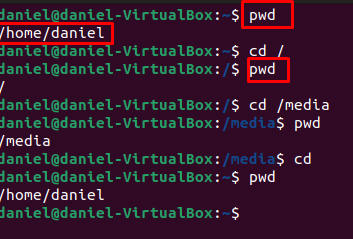 daniel@daniel-VirtualBox:~$ pwd
/home/daniel
daniel@daniel-VirtualBox:~$ cd /
daniel@daniel-VirtualBox:/$ pwd
/
daniel@daniel-VirtualBox:/$ cd /media
daniel@daniel-VirtualBox:/media$ pwd
/media
daniel@daniel-VirtualBox:/media$ cd
daniel@daniel-VirtualBox:~$ pwd
/home/daniel
daniel@daniel-VirtualBox:~$